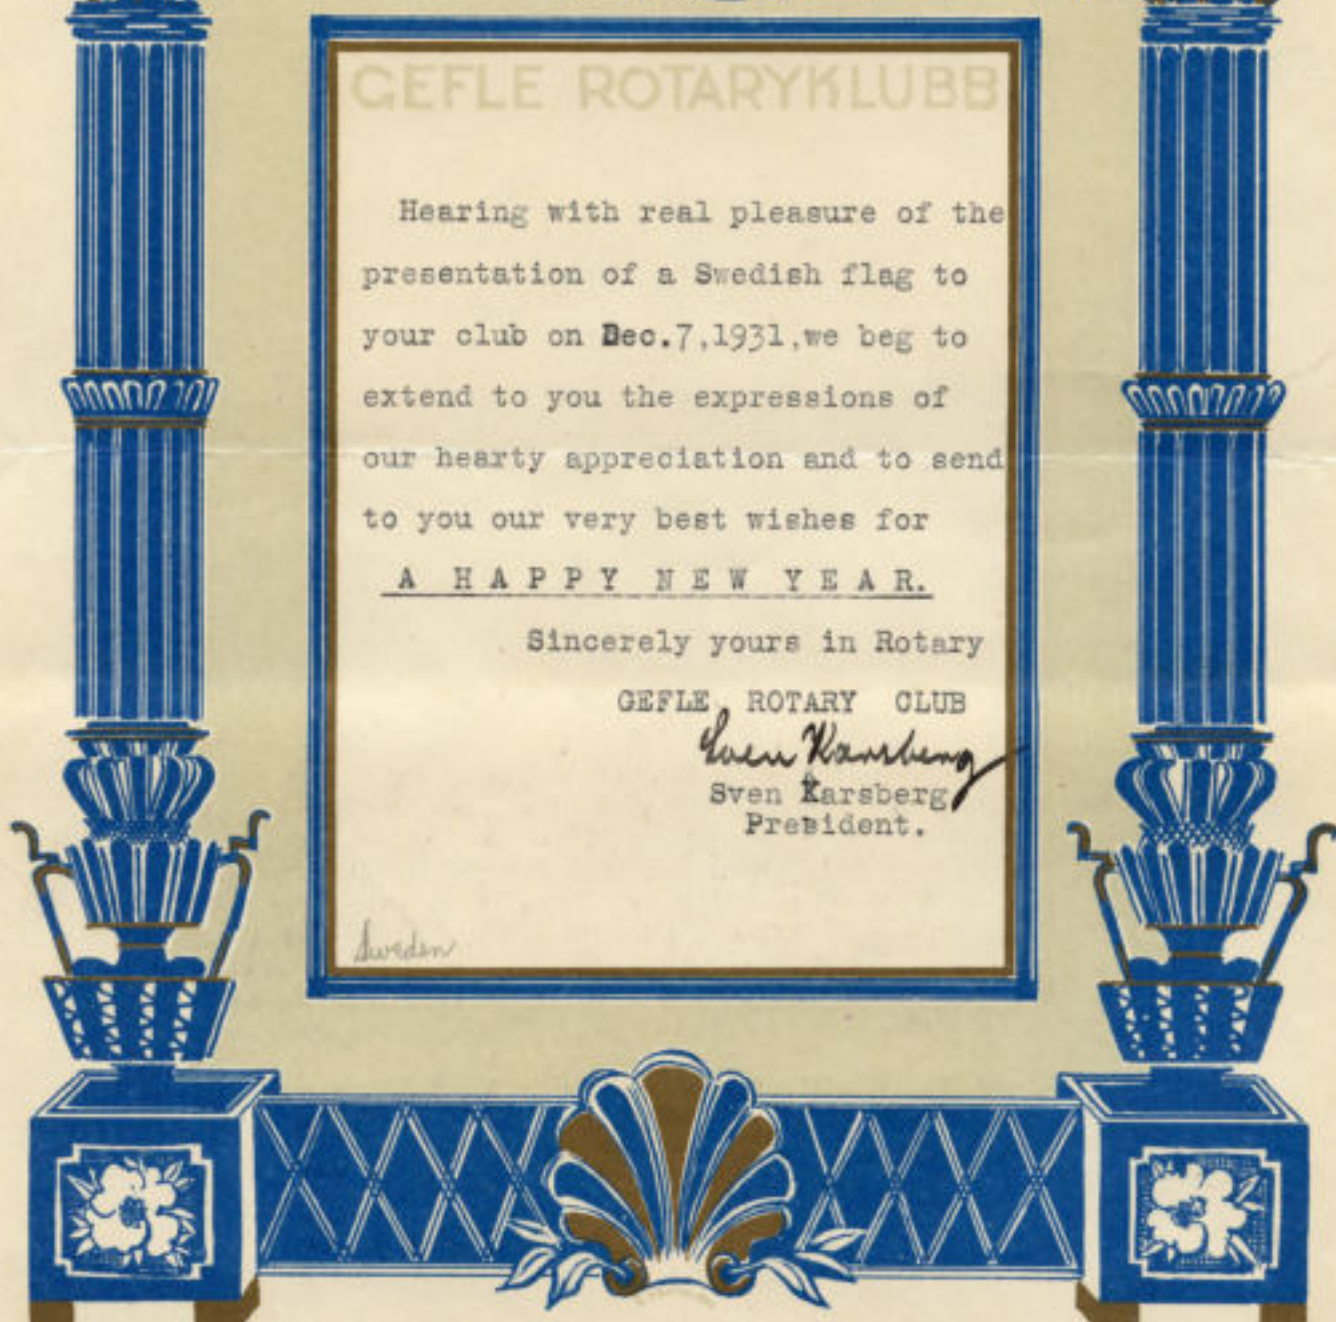 GEFLE ROTARYKLUBB
Hearing with real pleasure of the
presentation of a Swedish flag to
your club on Dec.7,1931,we beg to
extend to you the expressions of
our hearty appreciation and to send
to you our very best wishes for
A HAPPY NEW YEAR.
Sincerely yours in Rotary
GEFLE ROTARY CLUB
Sven Karsberg
Sven Karsberg
President.
Sweden